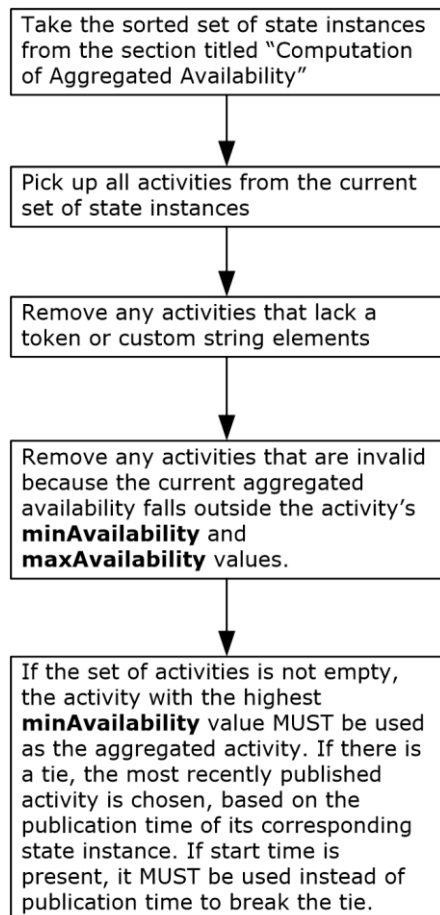 Take the sorted set of state instances
from the section titled “Computation
of Aggregated Availability”
Pick up all activities from the current
set of state instances
Remove any activities that lack a
token or custom string elements
Remove any activities that are invalid
because the current aggregated
availability falls outside the activity’s
minAvailability and
maxAvailability values.
If the set of activities is not empty,
the activity with the highest
minAvailability value MUST be used
as the aggregated activity. If there is
a tie, the most recently published
activity is chosen, based on the
publication time of its corresponding
state instance. If start time is
present, it MUST be used instead of
publication time to break the tie.